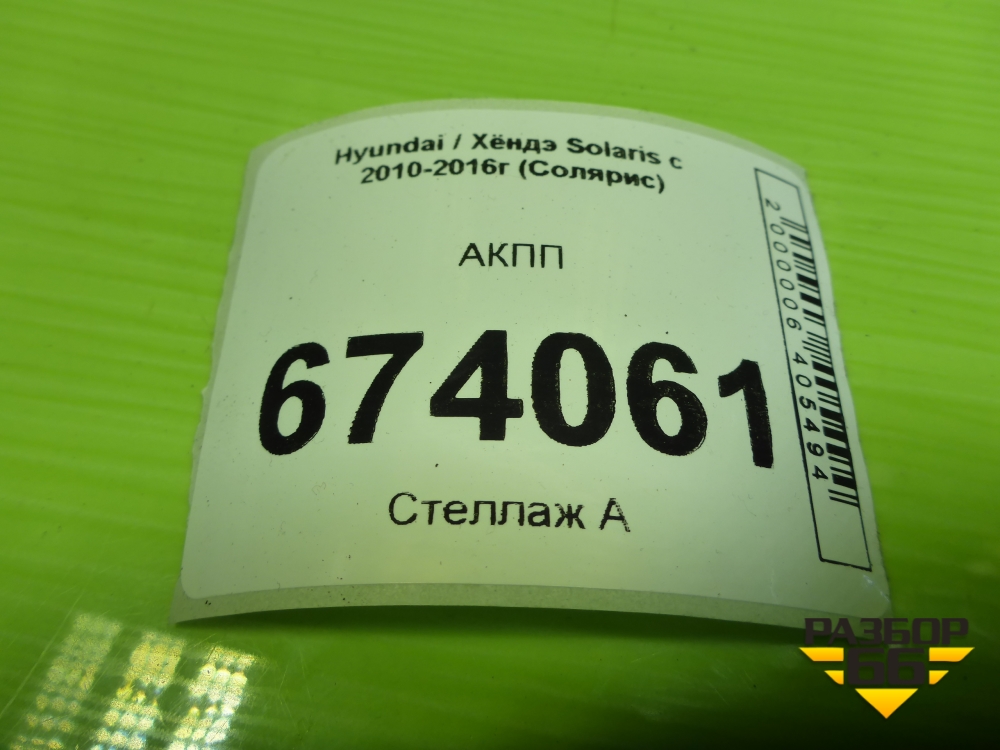 Hyundai / Хёндэ Solaris с
2010-2016г (Солярис)
АКПП
674061
Стеллаж А
2000006405494
РАЗБОР
66